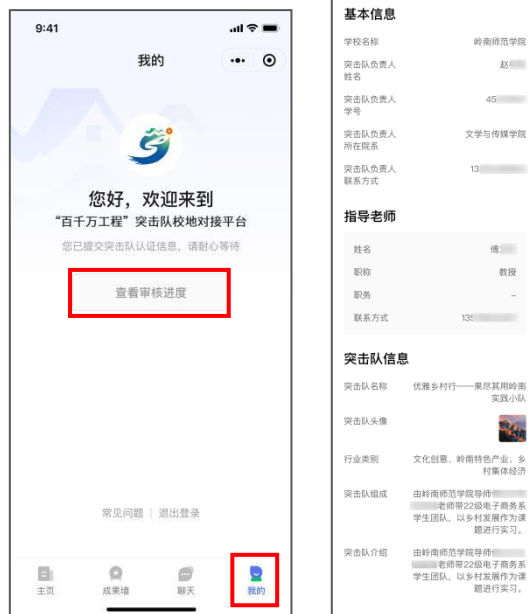 9:41
我的
您好，欢迎来到
“百千万工程”突击队校地对接平台
您已提交突击队认证信息，请耐心等待
查看审核进度
常见问题 | 退出登录
主页
成果墙
聊天
我的
基本信息
学校名称 岭南师范学院
突击队负责人
姓名
赵
突击队负责人
学号
45
突击队负责人
所在院系
文学与传媒学院
突击队负责人
联系方式
13
指导老师
姓名 傅
职称 教授
职务 –
联系方式 135
突击队信息
突击队名称 优雅乡村行——果尽其用岭南
实践小队
突击队头像
行业类别 文化创意、岭南特色产业、乡
村集体经济
突击队组成 由岭南师范学院导师
老师带22级电子商务系
学生团队，以乡村发展作为课
题进行实习。
突击队介绍 由岭南师范学院导师
老师带22级电子商务系
学生团队，以乡村发展作为课
题进行实习。